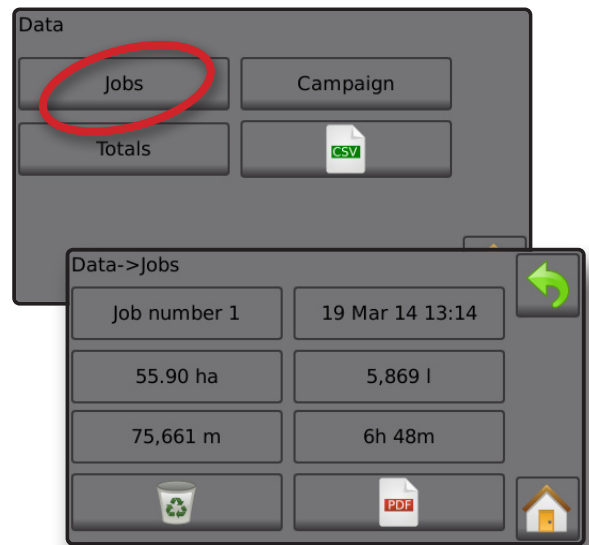 Data
Jobs Campaign
Totals CSV
Data->Jobs
Job number 1 19 Mar 14 13:14
55.90 ha 5,869 l
75,661 m 6h 48m
PDF